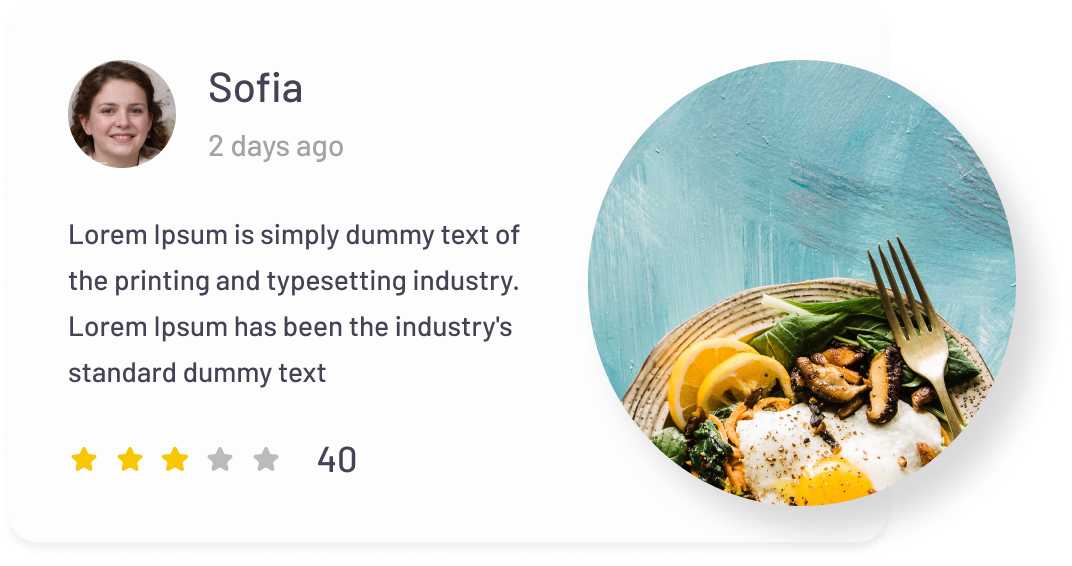 Sofia
2 days ago
Lorem Ipsum is simply dummy text of
the printing and typesetting industry.
Lorem Ipsum has been the industry's
standard dummy text
40